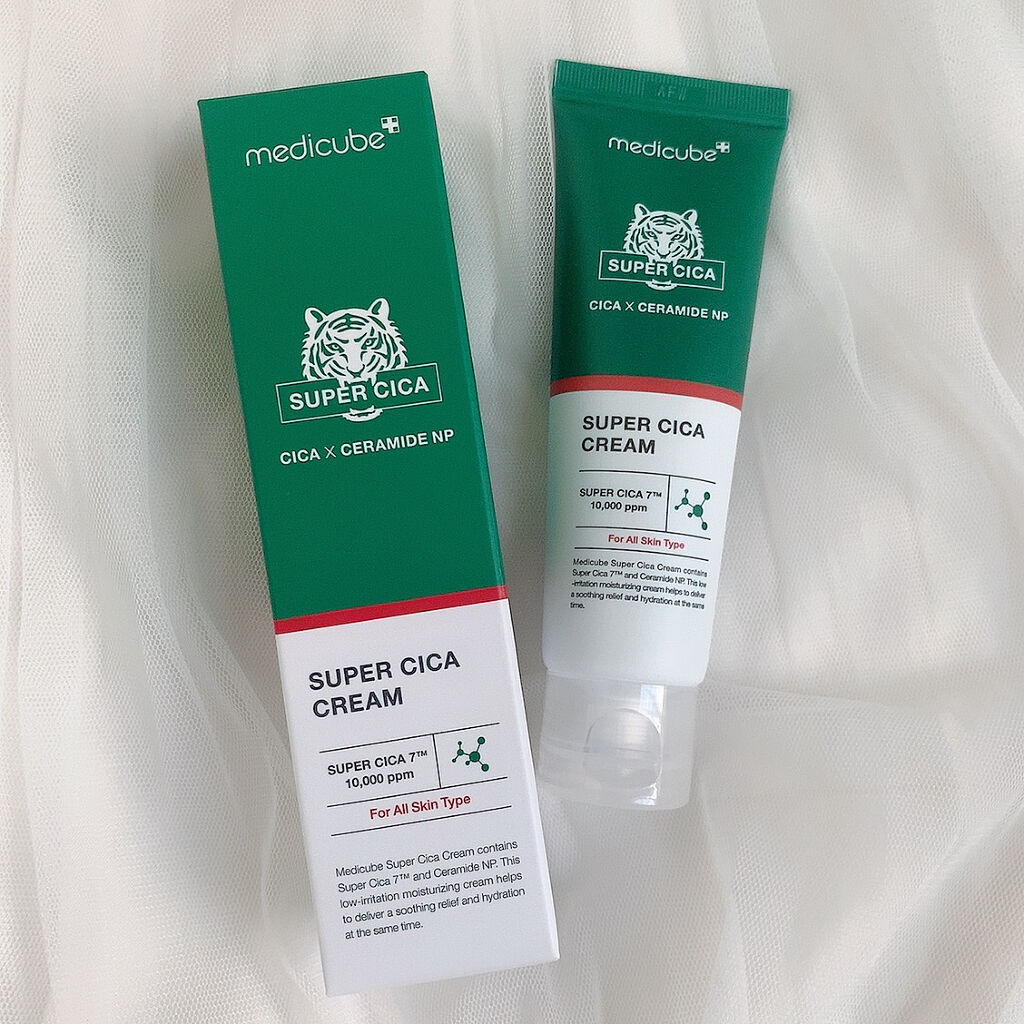 medicube
SUPER CICA
CICA X CERAMIDE NP
SUPER CICA
CREAM
SUPER CICA 7™
10,000 ppm
For All Skin Type
Medicube Super Cica Cream contains
Super Cica 7™ and Ceramide NP. This
low-irritation moisturizing cream helps
to deliver a soothing relief and hydration
at the same time.
medicube
SUPER CICA
CICA X CERAMIDE NP
SUPER CICA
CREAM
SUPER CICA 7™
10,000 ppm
For All Skin Type
Medicube Super Cica Cream contains
Super Cica 7™ and Ceramide NP. This low
-irritation moisturizing cream helps to deliver
a soothing relief and hydration at the same
time.